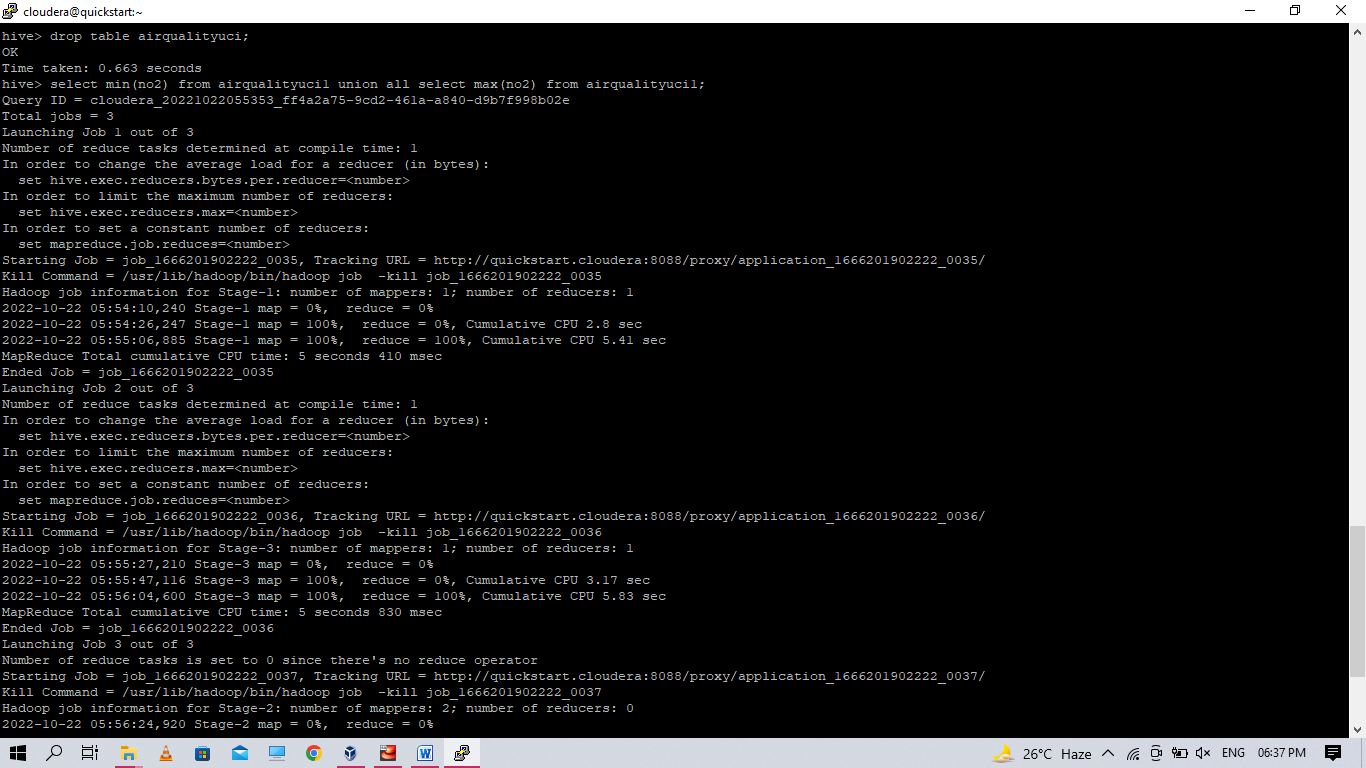 cloudera@quickstart:~
hive> drop table airqualityuci;
OK
Time taken: 0.663 seconds
hive> select min(no2) from airqualityuci1 union all select max(no2) from airqualityuci1;
Query ID = cloudera_20221022055353_ff4a2a75-9cd2-461a-a840-d9b7f998b02e
Total jobs = 3
Launching Job 1 out of 3
Number of reduce tasks determined at compile time: 1
In order to change the average load for a reducer (in bytes):
  set hive.exec.reducers.bytes.per.reducer=<number>
In order to limit the maximum number of reducers:
  set hive.exec.reducers.max=<number>
In order to set a constant number of reducers:
  set mapreduce.job.reduces=<number>
Starting Job = job_1666201902222_0035, Tracking URL = http://quickstart.cloudera:8088/proxy/application_1666201902222_0035/
Kill Command = /usr/lib/hadoop/bin/hadoop job  -kill job_1666201902222_0035
Hadoop job information for Stage-1: number of mappers: 1; number of reducers: 1
2022-10-22 05:54:10,240 Stage-1 map = 0%,  reduce = 0%
2022-10-22 05:54:26,247 Stage-1 map = 100%,  reduce = 0%, Cumulative CPU 2.8 sec
2022-10-22 05:55:06,885 Stage-1 map = 100%,  reduce = 100%, Cumulative CPU 5.41 sec
MapReduce Total cumulative CPU time: 5 seconds 410 msec
Ended Job = job_1666201902222_0035
Launching Job 2 out of 3
Number of reduce tasks determined at compile time: 1
In order to change the average load for a reducer (in bytes):
  set hive.exec.reducers.bytes.per.reducer=<number>
In order to limit the maximum number of reducers:
  set hive.exec.reducers.max=<number>
In order to set a constant number of reducers:
  set mapreduce.job.reduces=<number>
Starting Job = job_1666201902222_0036, Tracking URL = http://quickstart.cloudera:8088/proxy/application_1666201902222_0036/
Kill Command = /usr/lib/hadoop/bin/hadoop job  -kill job_1666201902222_0036
Hadoop job information for Stage-3: number of mappers: 1; number of reducers: 1
2022-10-22 05:55:27,210 Stage-3 map = 0%,  reduce = 0%
2022-10-22 05:55:47,116 Stage-3 map = 100%,  reduce = 0%, Cumulative CPU 3.17 sec
2022-10-22 05:56:04,600 Stage-3 map = 100%,  reduce = 100%, Cumulative CPU 5.83 sec
MapReduce Total cumulative CPU time: 5 seconds 830 msec
Ended Job = job_1666201902222_0036
Launching Job 3 out of 3
Number of reduce tasks is set to 0 since there's no reduce operator
Starting Job = job_1666201902222_0037, Tracking URL = http://quickstart.cloudera:8088/proxy/application_1666201902222_0037/
Kill Command = /usr/lib/hadoop/bin/hadoop job  -kill job_1666201902222_0037
Hadoop job information for Stage-2: number of mappers: 2; number of reducers: 0
2022-10-22 05:56:24,920 Stage-2 map = 0%,  reduce = 0%
26°C Haze ENG 06:37 PM